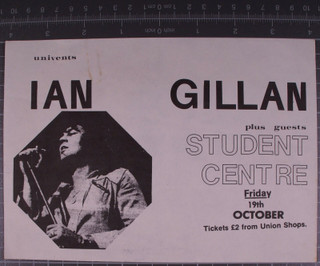 univents
IAN GILLAN
plus guests
STUDENT
CENTRE
Friday
19th
OCTOBER
Tickets £2 from Union Shops.